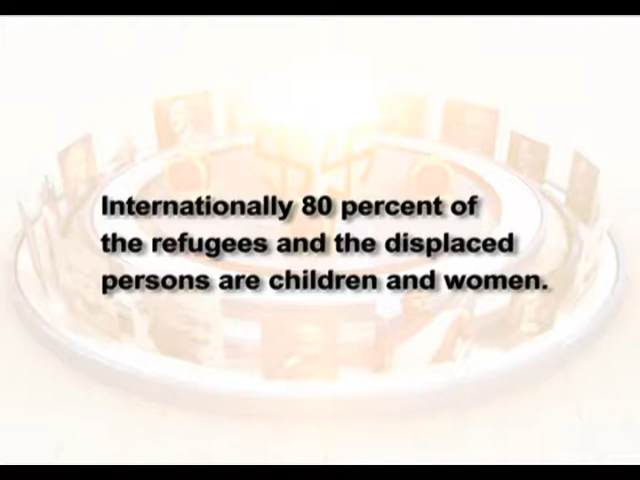 Internationally 80 percent of
the refugees and the displaced
persons are children and women.